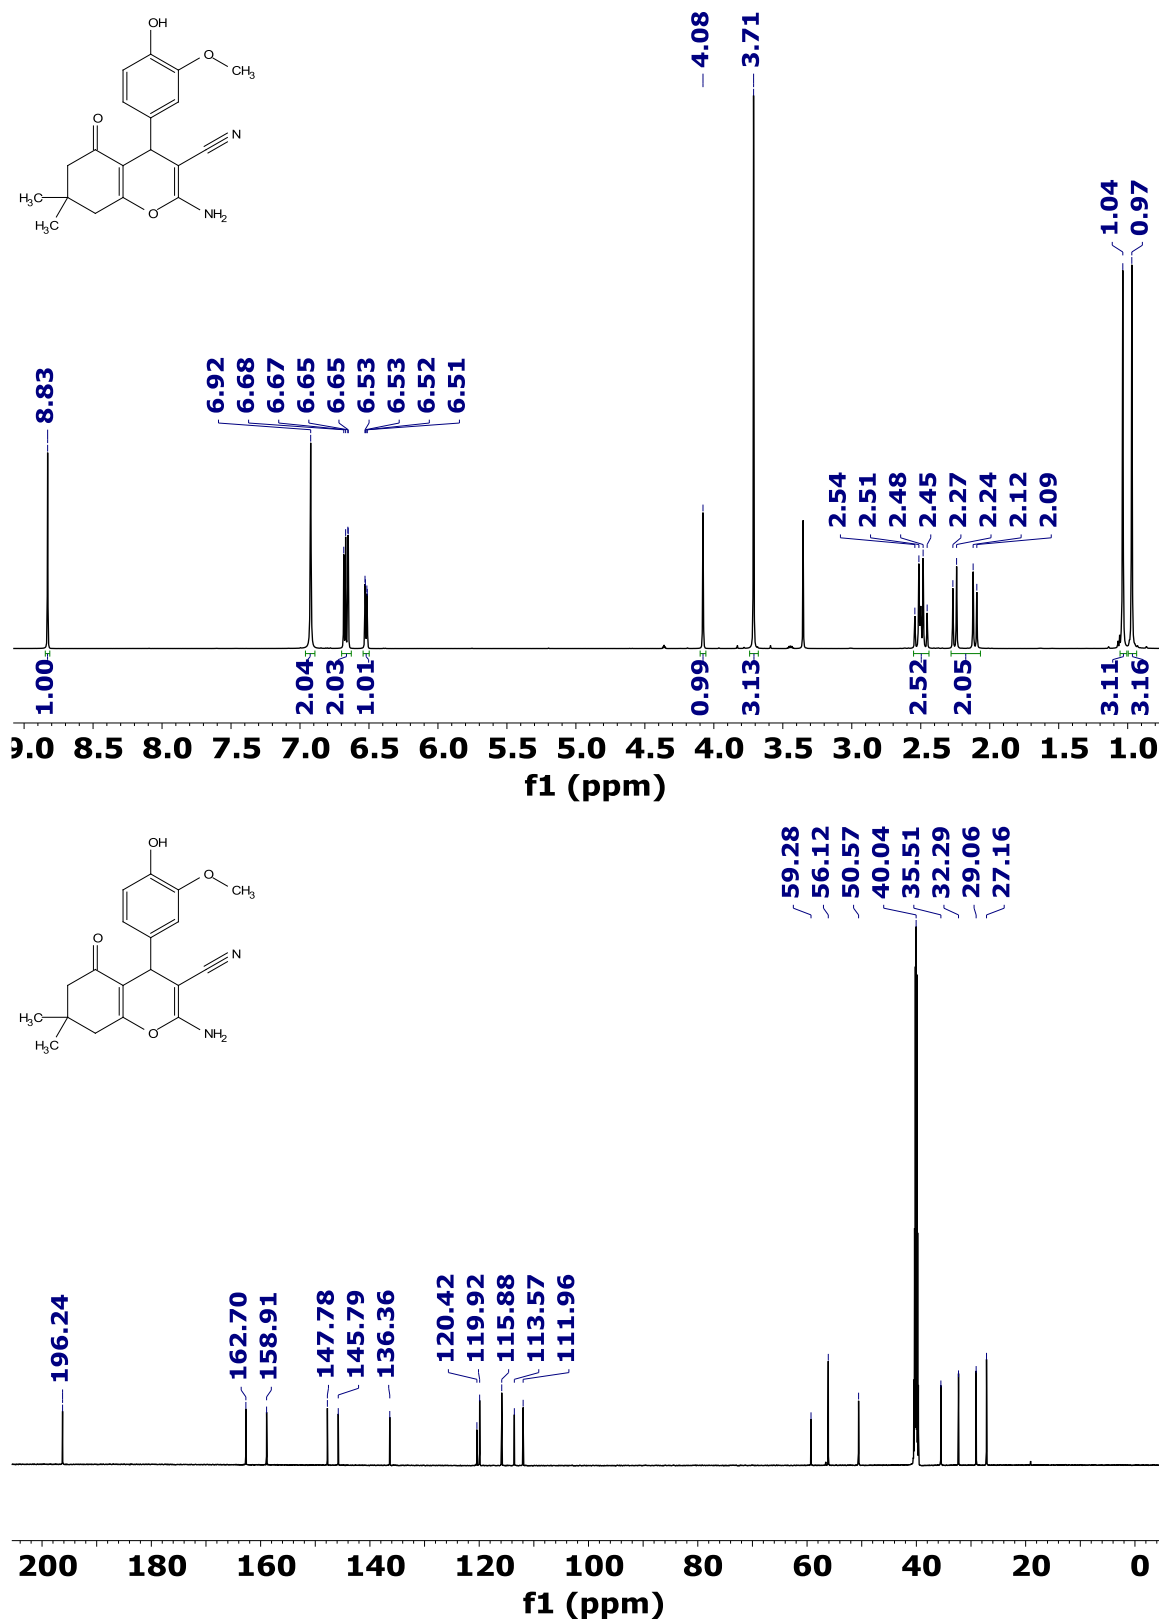 OH
O
CH3
O
N
H3C
H3C
O
NH2
4.08
3.71
1.04
0.97
8.83
6.92
6.68
6.67
6.65
6.65
6.53
6.53
6.52
6.51
2.54
2.51
2.48
2.45
2.27
2.24
2.12
2.09
1.00
2.04
2.03
1.01
0.99
3.13
2.52
2.05
3.11
3.16
9.0 8.5 8.0 7.5 7.0 6.5 6.0 5.5 5.0 4.5 4.0 3.5 3.0 2.5 2.0 1.5 1.0
f1 (ppm)
OH
O
CH3
O
N
H3C
H3C
O
NH2
59.28
56.12
50.57
40.04
35.51
32.29
29.06
27.16
196.24
162.70
158.91
147.78
145.79
136.36
120.42
119.92
115.88
113.57
111.96
200 180 160 140 120 100 80 60 40 20 0
f1 (ppm)